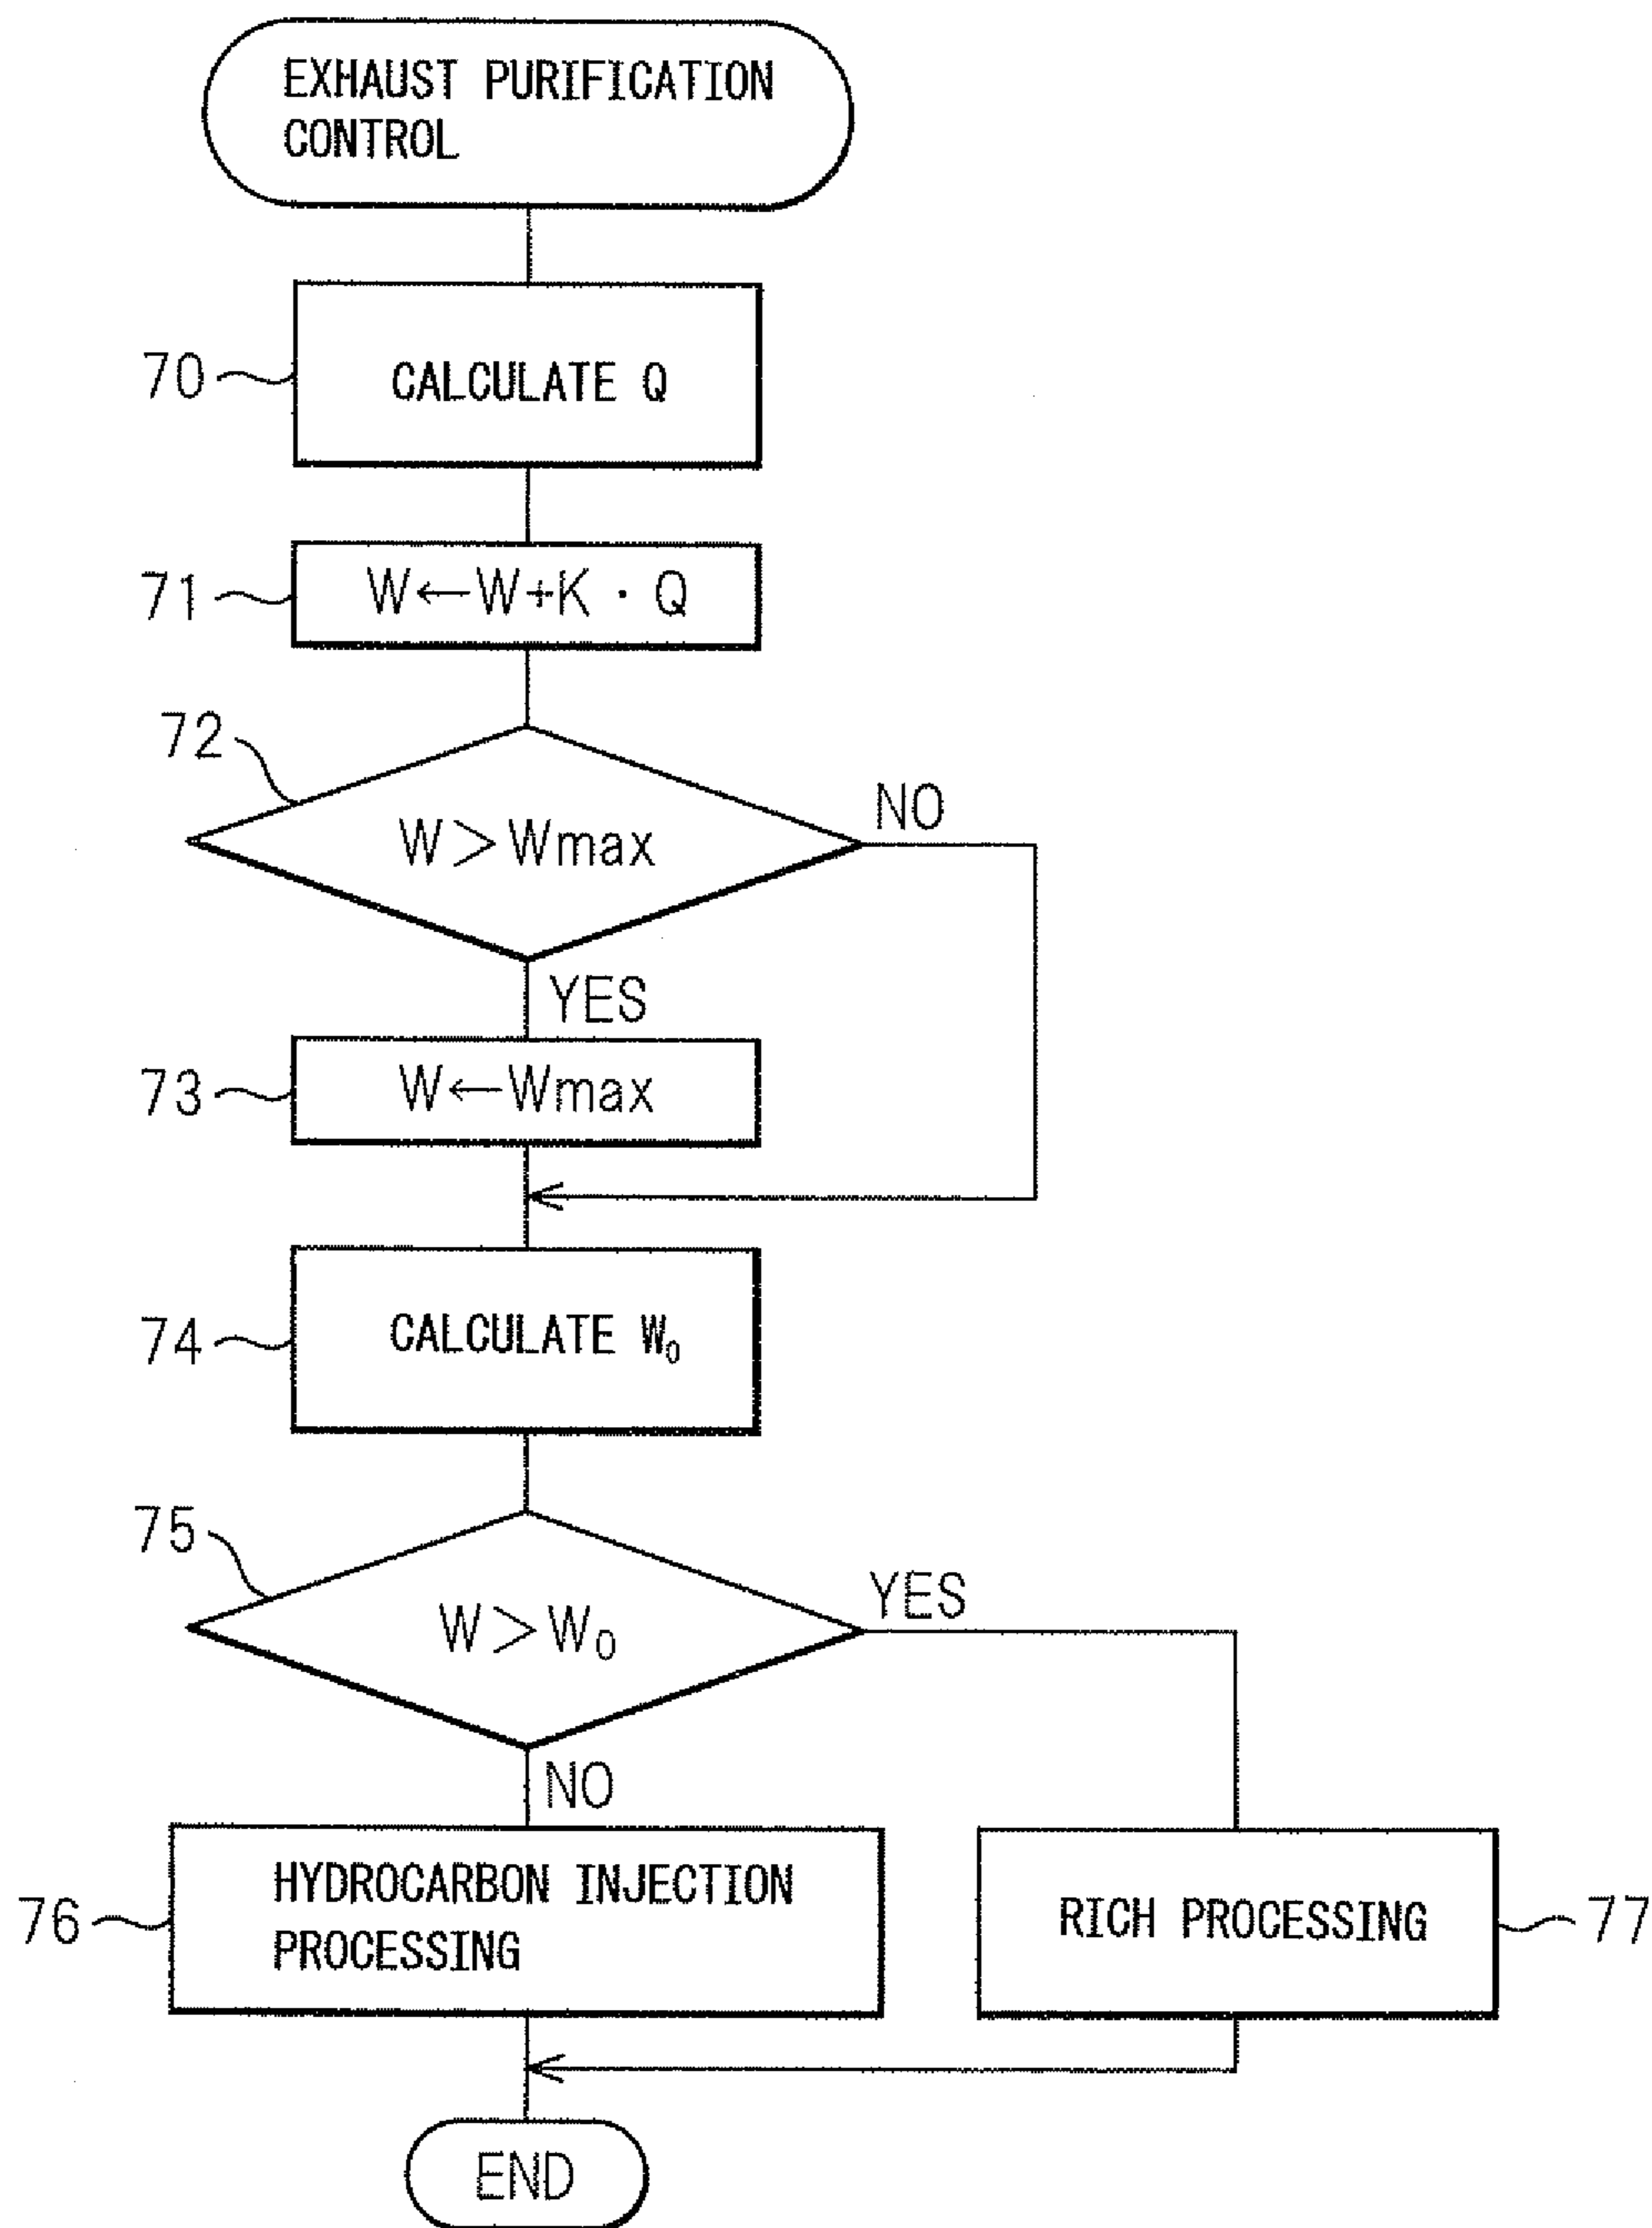 EXHAUST PURIFICATION
CONTROL
70
CALCULATE Q
71
W←W+K・Q
72
W>Wmax
NO
YES
73
W←Wmax
74
CALCULATE W₀
75
W>W₀
YES
NO
76
HYDROCARBON INJECTION
PROCESSING
RICH PROCESSING
77
END